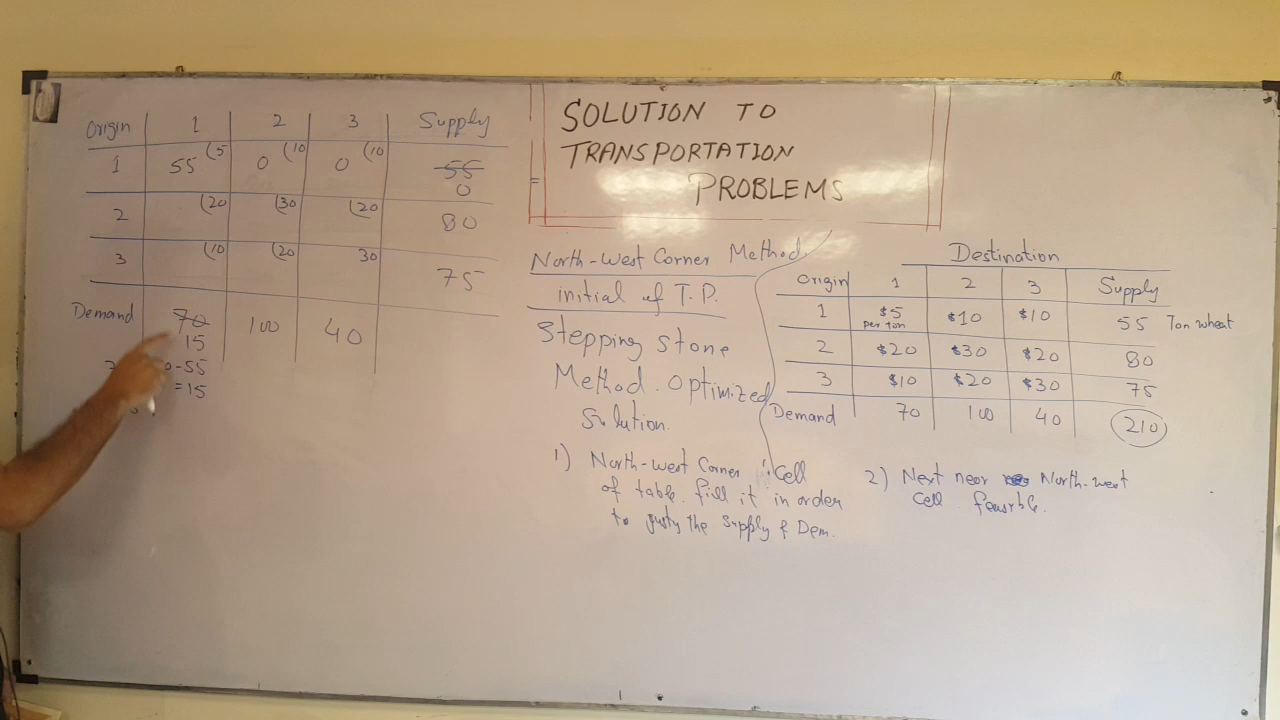 Origin 1 2 3 Supply
1 55 (5 0 (10 0 (10 55
0
2 (20 (30 (20 80
3 (10 (20 30 75
Demand 70 100 40
15
-55
=15
SOLUTION TO
TRANSPORTATION
PROBLEMS
North-West Corner Method
initial of T.P.
Stepping stone
Method. Optimized
Solution.
Destination
Origin 1 2 3 Supply
1 $5 $10 $10 55 Ton wheat
per ton
2 $20 $30 $20 80
3 $10 $20 $30 75
Demand 70 100 40 210
1) North-west Corner Cell
of table. fill it in order
to the Supply & Dem.
2) Next near North-west
Cell